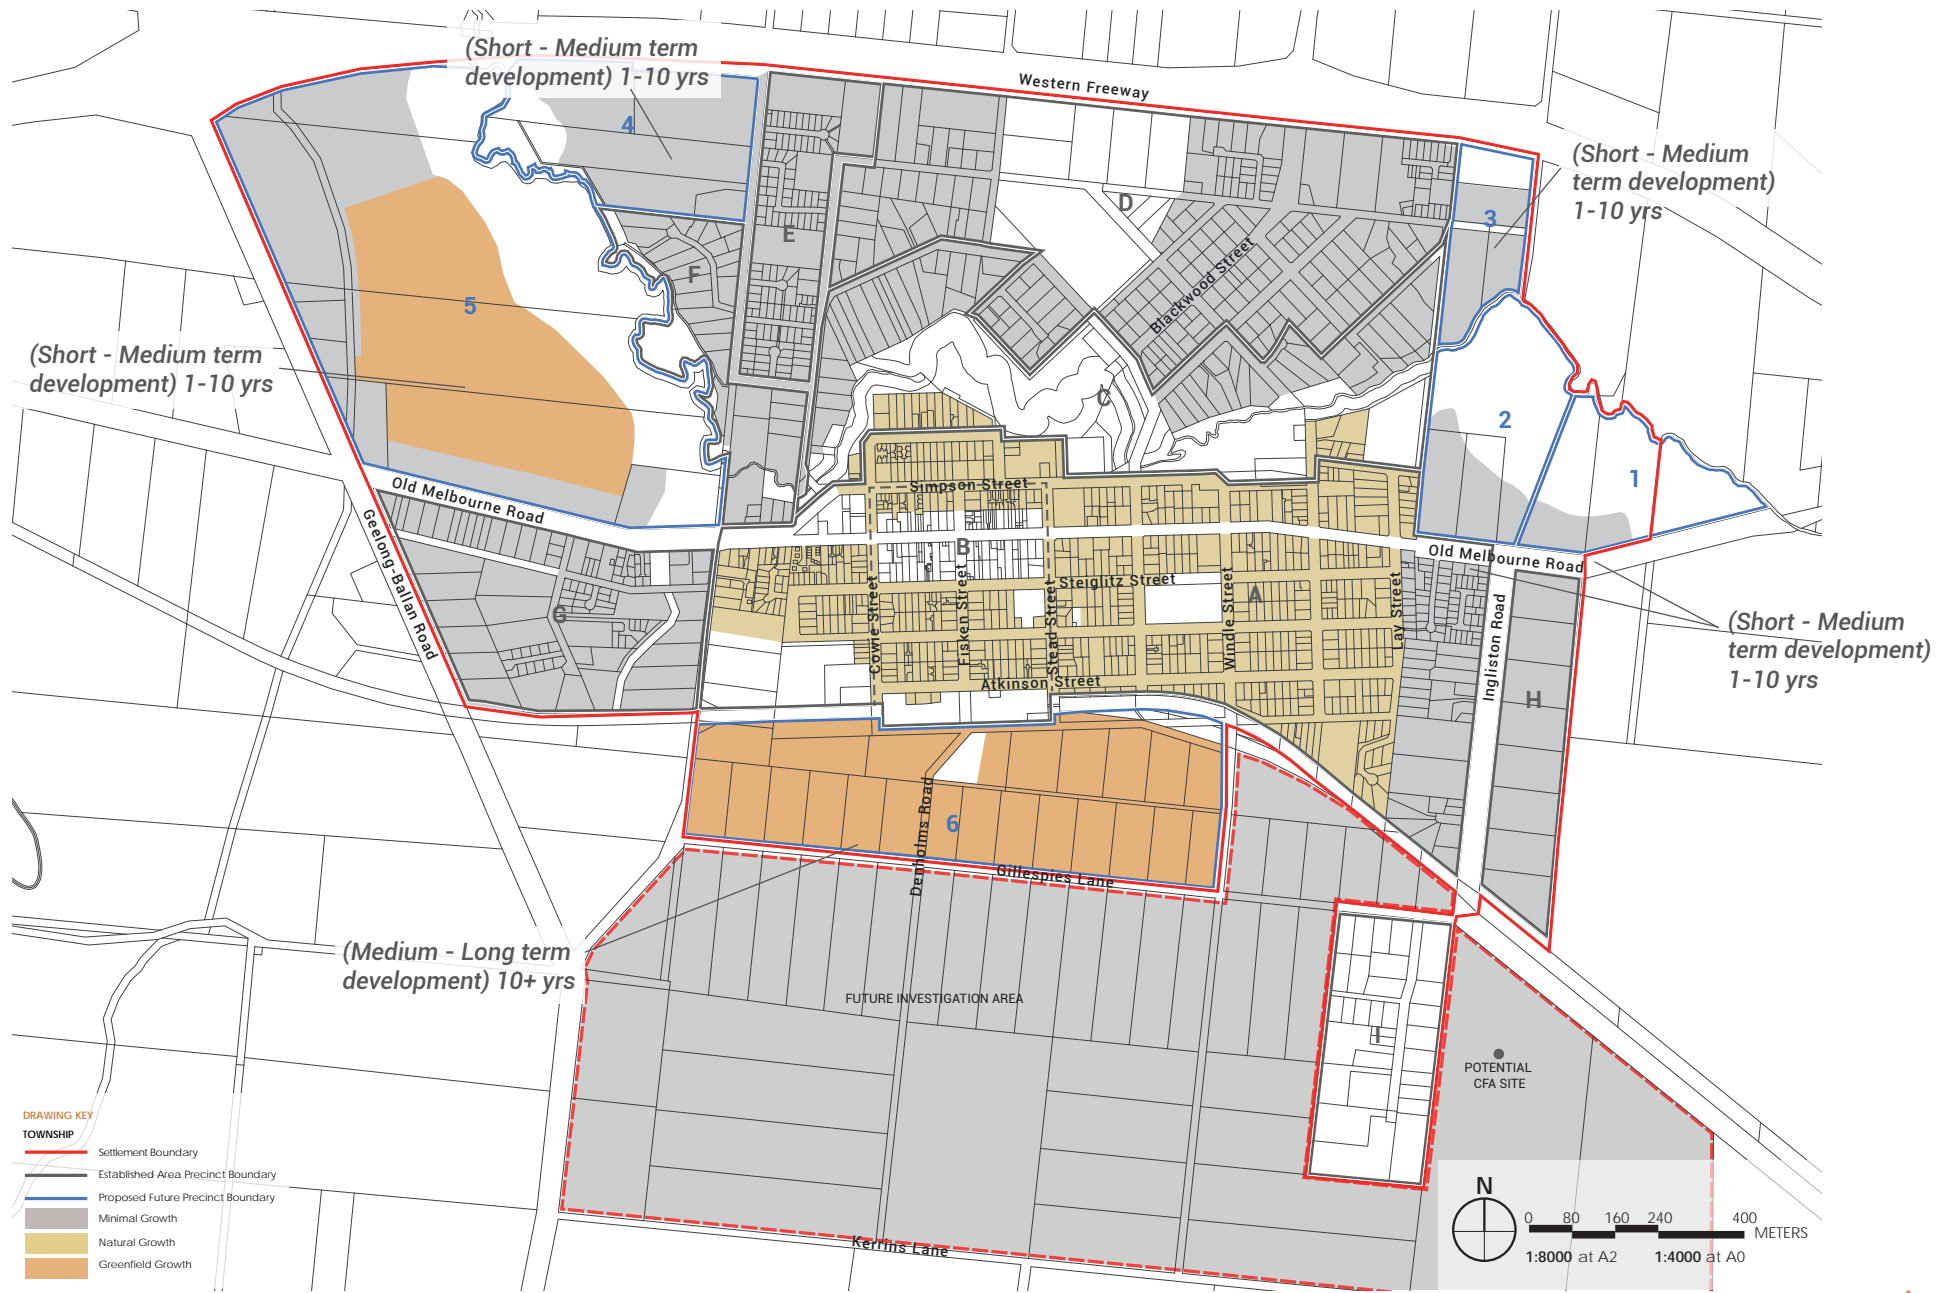 (Short - Medium term
development) 1-10 yrs
Western Freeway
4
(Short - Medium
term development)
1-10 yrs
D
3
E
F
Blackwood Street
5
(Short - Medium term
development) 1-10 yrs
C
2
1
Simpson Street
Old Melbourne Road
Geelong-Ballan Road
B
Old Melbourne Road
Steiglitz Street
A
G
Cowie Street
Fisken Street
Stead Street
Windle Street
Lay Street
Ingliston Road
(Short - Medium
term development)
1-10 yrs
Atkinson Street
H
6
Denholms Road
Gillespies Lane
(Medium - Long term
development) 10+ yrs
FUTURE INVESTIGATION AREA
I
POTENTIAL
CFA SITE
Kerrins Lane
DRAWING KEY
TOWNSHIP
Settlement Boundary
Established Area Precinct Boundary
Proposed Future Precinct Boundary
Minimal Growth
Natural Growth
Greenfield Growth
N
0 80 160 240 400
METERS
1:8000 at A2 1:4000 at A0